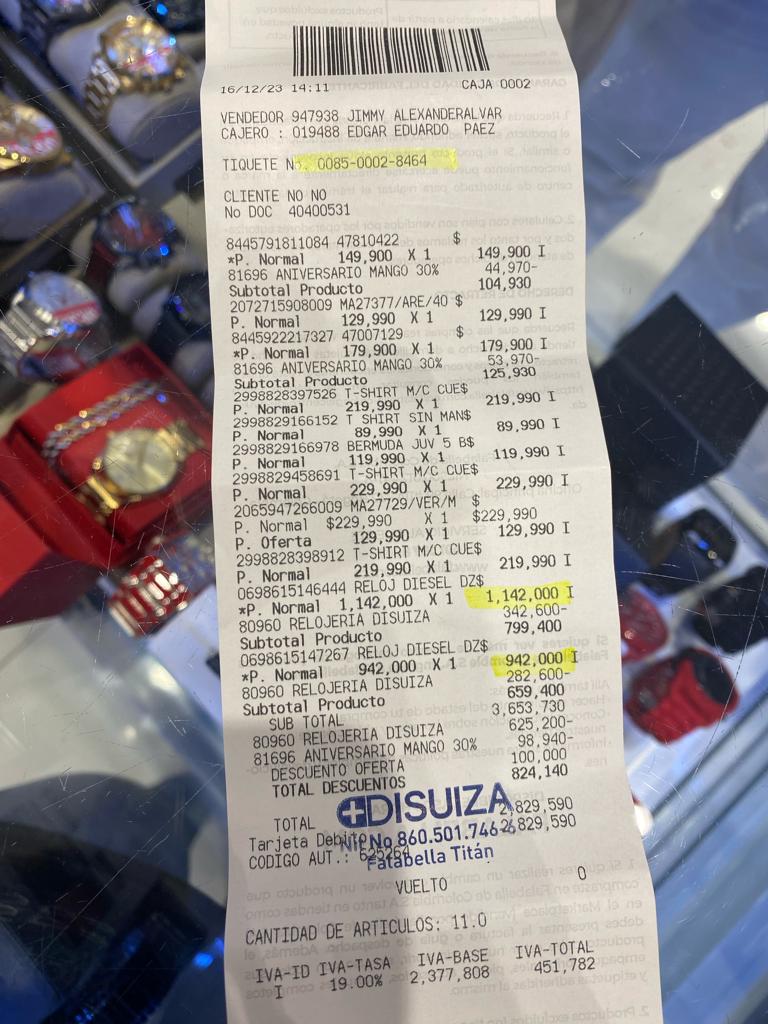 16/12/23 14:11 CAJA 0002
VENDEDOR 947938 JIMMY ALEXANDERALVAR
CAJERO : 019488 EDGAR EDUARDO PAEZ
TIQUETE No. 0085-0002-8464
CLIENTE NO NO
No DOC 40400531
8445791811084 47810422 $
*P. Normal 149,900 X 1 149,900 I
81696 ANIVERSARIO MANGO 30% 44,970-
Subtotal Producto 104,930
2072715908009 MA27377/ARE/40 $
P. Normal 129,990 X 1 129,990 I
8445922217327 47007129 $
*P. Normal 179,900 X 1 179,900 I
81696 ANIVERSARIO MANGO 30% 53,970-
Subtotal Producto 125,930
2998828397526 T-SHIRT M/C CUE$
P. Normal 219,990 X 1 219,990 I
2998829166152 T SHIRT SIN MAN$
P. Normal 89,990 X 1 89,990 I
2998829166978 BERMUDA JUV 5 B$
P. Normal 119,990 X 1 119,990 I
2998829458691 T-SHIRT M/C CUE$
P. Normal 229,990 X 1 229,990 I
2065947266009 MA27729/VER/M $
P. Normal $229,990 X 1 $229,990
P. Oferta 129,990 X 1 129,990 I
2998828398912 T-SHIRT M/C CUE$
P. Normal 219,990 X 1 219,990 I
0698615146444 RELOJ DIESEL DZ$
*P. Normal 1,142,000 X 1 1,142,000 I
80960 RELOJERIA DISUIZA 342,600-
Subtotal Producto 799,400
0698615147267 RELOJ DIESEL DZ$
*P. Normal 942,000 X 1 942,000 I
80960 RELOJERIA DISUIZA 282,600-
Subtotal Producto 659,400
SUB TOTAL 3,653,730
80960 RELOJERIA DISUIZA 625,200-
81696 ANIVERSARIO MANGO 30% 98,940-
DESCUENTO OFERTA 100,000
TOTAL DESCUENTOS 824,140
DISUIZA
TOTAL 2,829,590
Tarjeta Debito 2,829,590
Nit No 860.501.746-6
CODIGO AUT.: 625264
Falabella Titán
VUELTO 0
CANTIDAD DE ARTICULOS: 11.0
IVA-ID IVA-TASA IVA-BASE IVA-TOTAL
I 19.00% 2,377,808 451,782